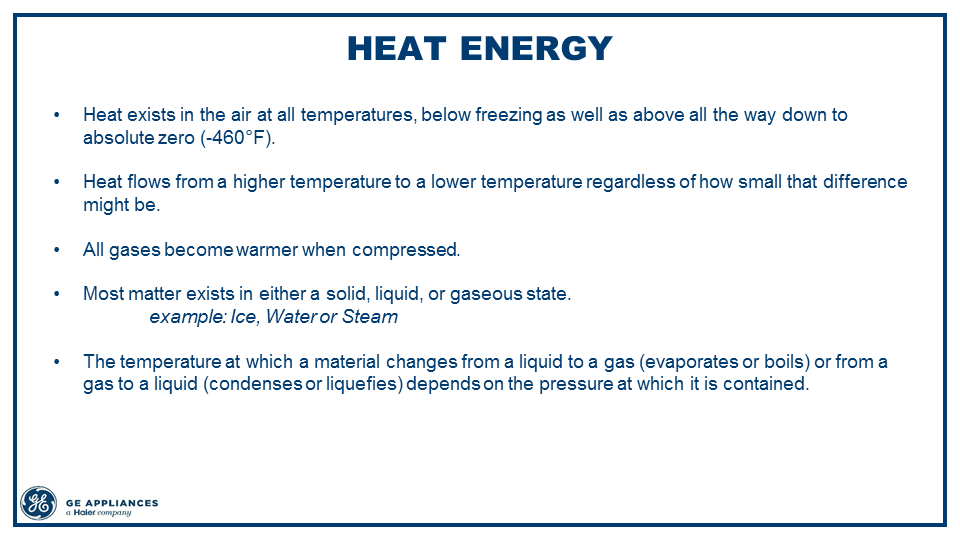 HEAT ENERGY
• Heat exists in the air at all temperatures, below freezing as well as above all the way down to
absolute zero (-460°F).
• Heat flows from a higher temperature to a lower temperature regardless of how small that difference
might be.
• All gases become warmer when compressed.
• Most matter exists in either a solid, liquid, or gaseous state.
example: Ice, Water or Steam
• The temperature at which a material changes from a liquid to a gas (evaporates or boils) or from a
gas to a liquid (condenses or liquefies) depends on the pressure at which it is contained.
GE APPLIANCES
a Haier company